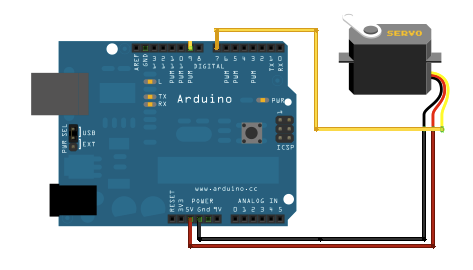 SERVO
AREF
GND
13
12
11
10
9
8
7
6
5
4
3
2
1
0
PWM
PWM
PWM
PWM
PWM
PWM
TX
RX
DIGITAL
L
TX
RX
Arduino
PWR
1
ICSP
PWR SEL
USB
EXT
www.arduino.cc
RESET
3V3
POWER
5V Gnd 9V
ANALOG IN
0 1 2 3 4 5